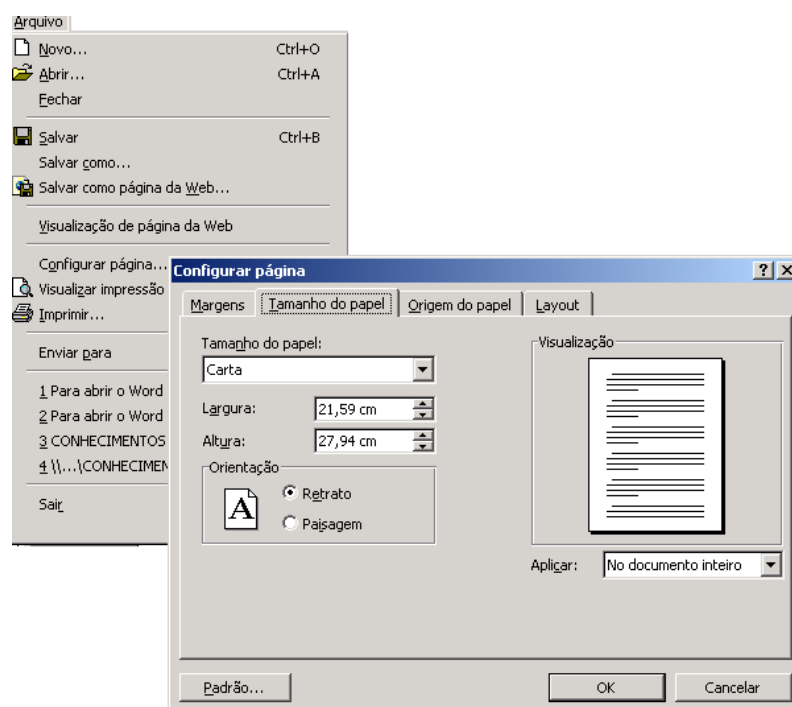 Arquivo
Novo... Ctrl+O
Abrir... Ctrl+A
Fechar
Salvar Ctrl+B
Salvar como...
Salvar como página da Web...
Visualização de página da Web
Configurar página...
Visualizar impressão
Imprimir...
Enviar para
1 Para abrir o Word
2 Para abrir o Word
3 CONHECIMENTOS
4 \\...\CONHECIMEN
Sair
Configurar página
Margens Tamanho do papel Origem do papel Layout
Tamanho do papel:
Carta
Largura: 21,59 cm
Altura: 27,94 cm
Orientação
A
Retrato
Paisagem
Visualização
Aplicar: No documento inteiro
Padrão... OK Cancelar